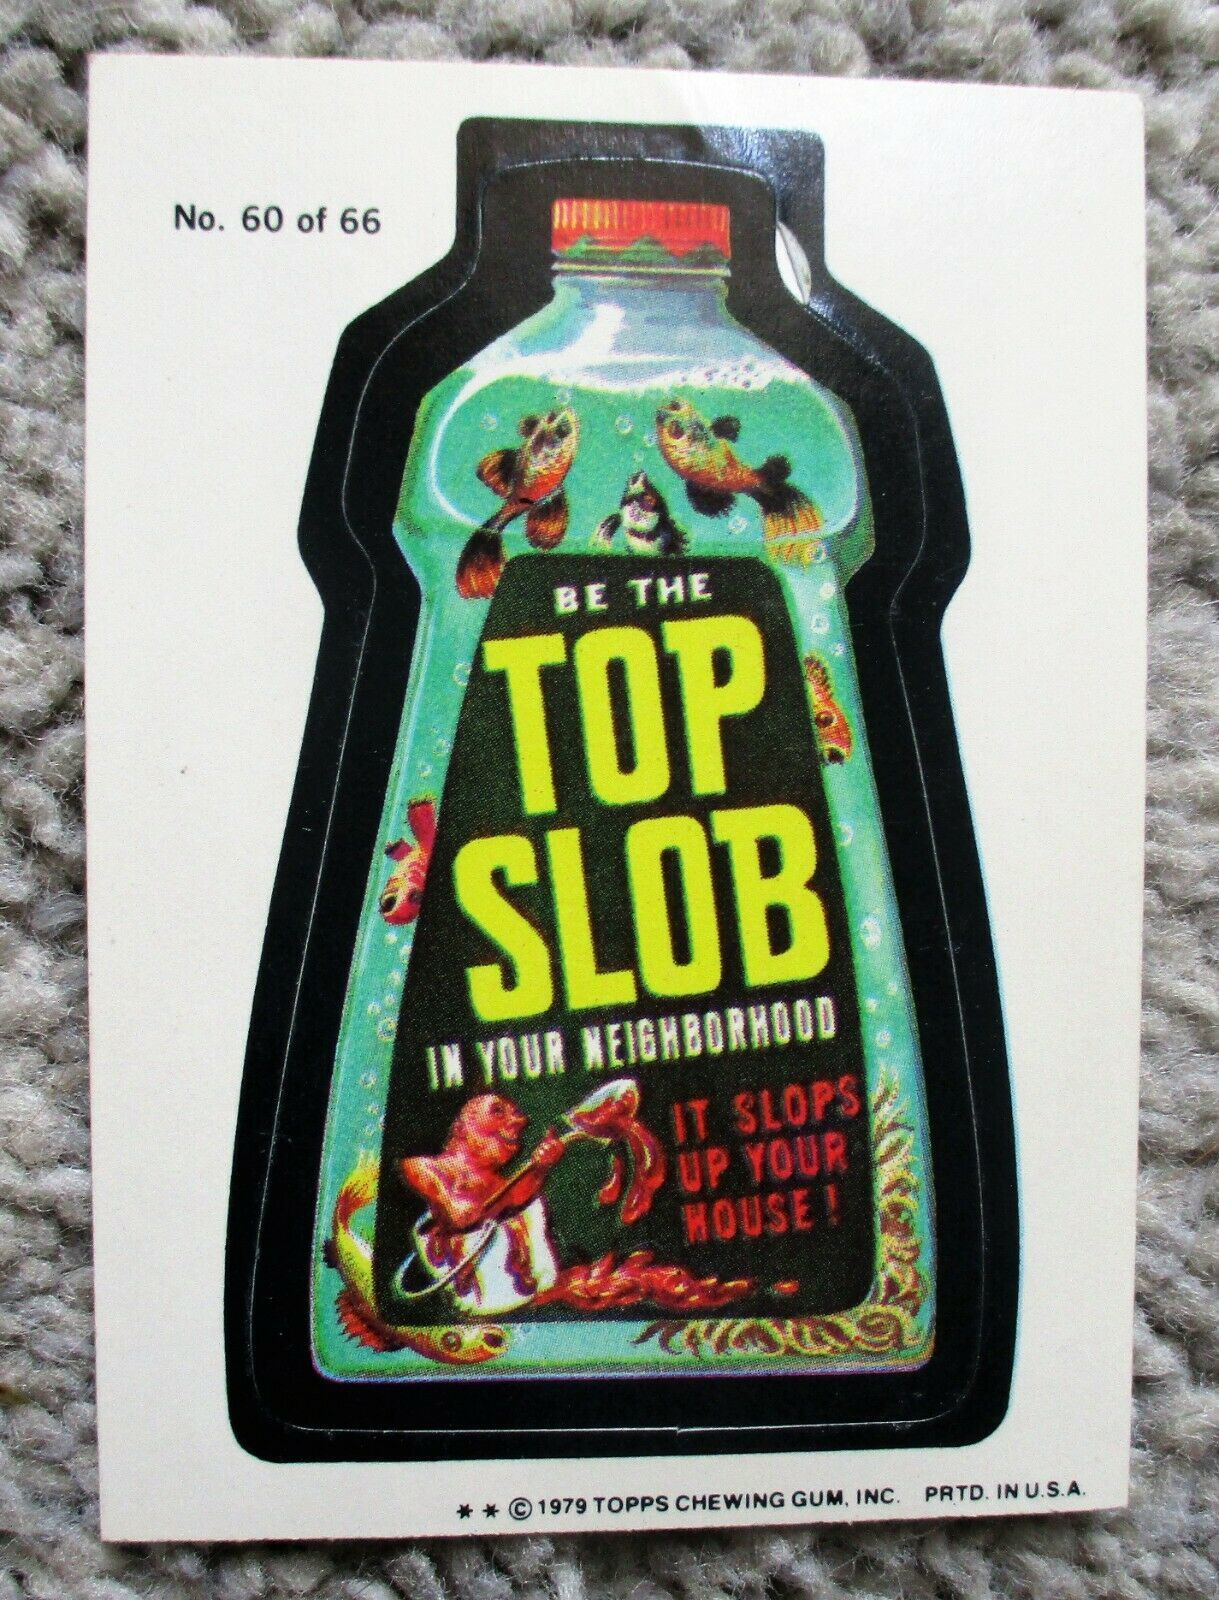 No. 60 of 66
BE THE
TOP
SLOB
IN YOUR NEIGHBORHOOD
IT SLOPS
UP YOUR
HOUSE!
★ ★ © 1979 TOPPS CHEWING GUM, INC. PRTD. IN U.S.A.